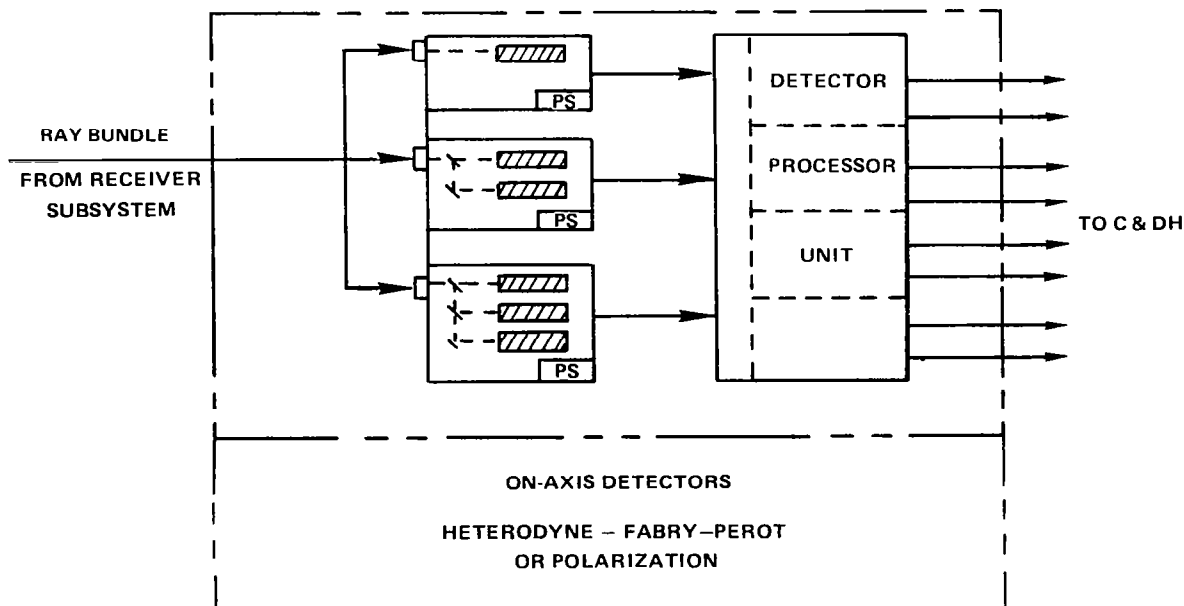 RAY BUNDLE
FROM RECEIVER
SUBSYSTEM
PS
PS
PS
DETECTOR
PROCESSOR
UNIT
TO C & DH
ON-AXIS DETECTORS
HETERODYNE – FABRY–PEROT
OR POLARIZATION